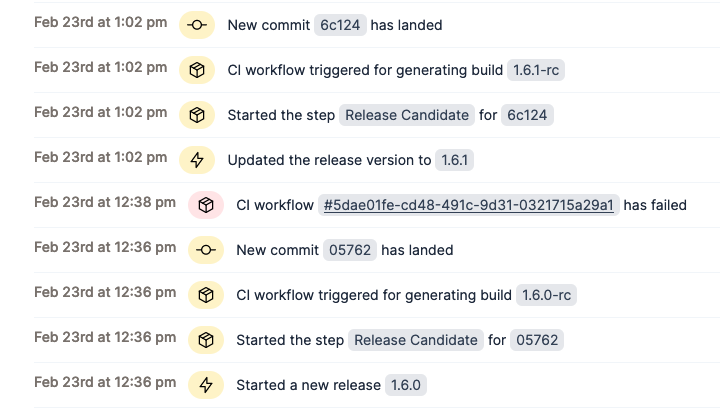 Feb 23rd at 1:02 pm New commit 6c124 has landed
Feb 23rd at 1:02 pm CI workflow triggered for generating build 1.6.1-rc
Feb 23rd at 1:02 pm Started the step Release Candidate for 6c124
Feb 23rd at 1:02 pm Updated the release version to 1.6.1
Feb 23rd at 12:38 pm CI workflow #5dae01fe-cd48-491c-9d31-0321715a29a1 has failed
Feb 23rd at 12:36 pm New commit 05762 has landed
Feb 23rd at 12:36 pm CI workflow triggered for generating build 1.6.0-rc
Feb 23rd at 12:36 pm Started the step Release Candidate for 05762
Feb 23rd at 12:36 pm Started a new release 1.6.0